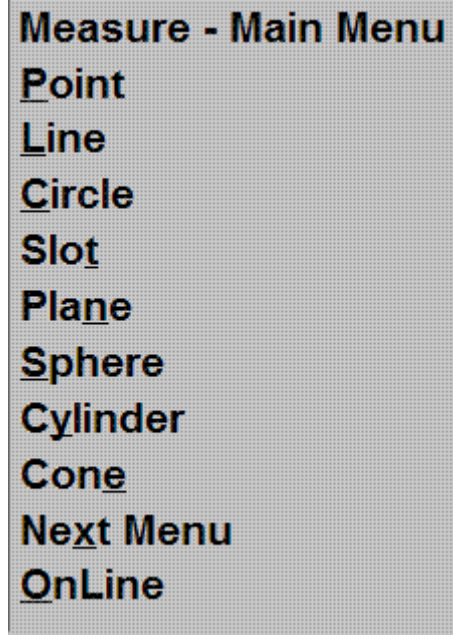 Measure - Main Menu
Point
Line
Circle
Slot
Plane
Sphere
Cylinder
Cone
Next Menu
OnLine